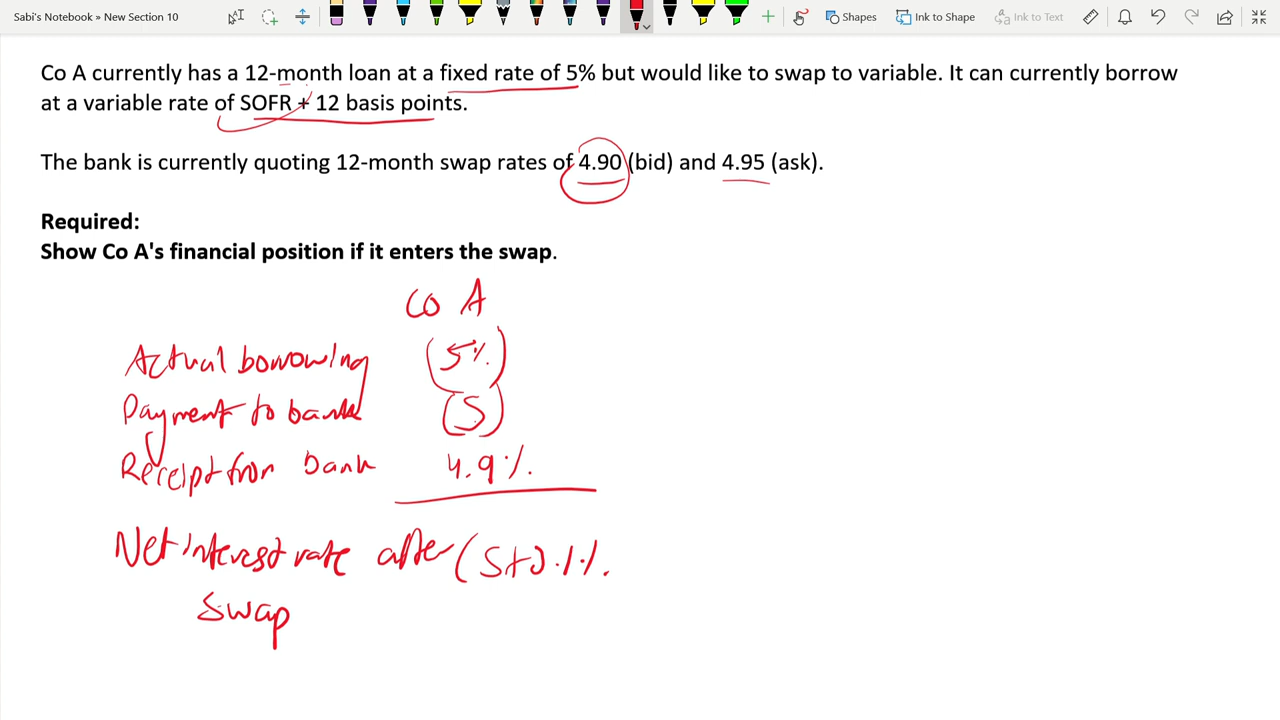 Sabi's Notebook » New Section 10
Shapes Ink to Shape Ink to Text
Co A currently has a 12-month loan at a fixed rate of 5% but would like to swap to variable. It can currently borrow
at a variable rate of SOFR + 12 basis points.
The bank is currently quoting 12-month swap rates of 4.90 (bid) and 4.95 (ask).
Required:
Show Co A's financial position if it enters the swap.
CO A
Actual borrowing (5%)
Payment to bank (S)
Receipt from bank 4.9%
Net interest rate after (S+0.1%
swap